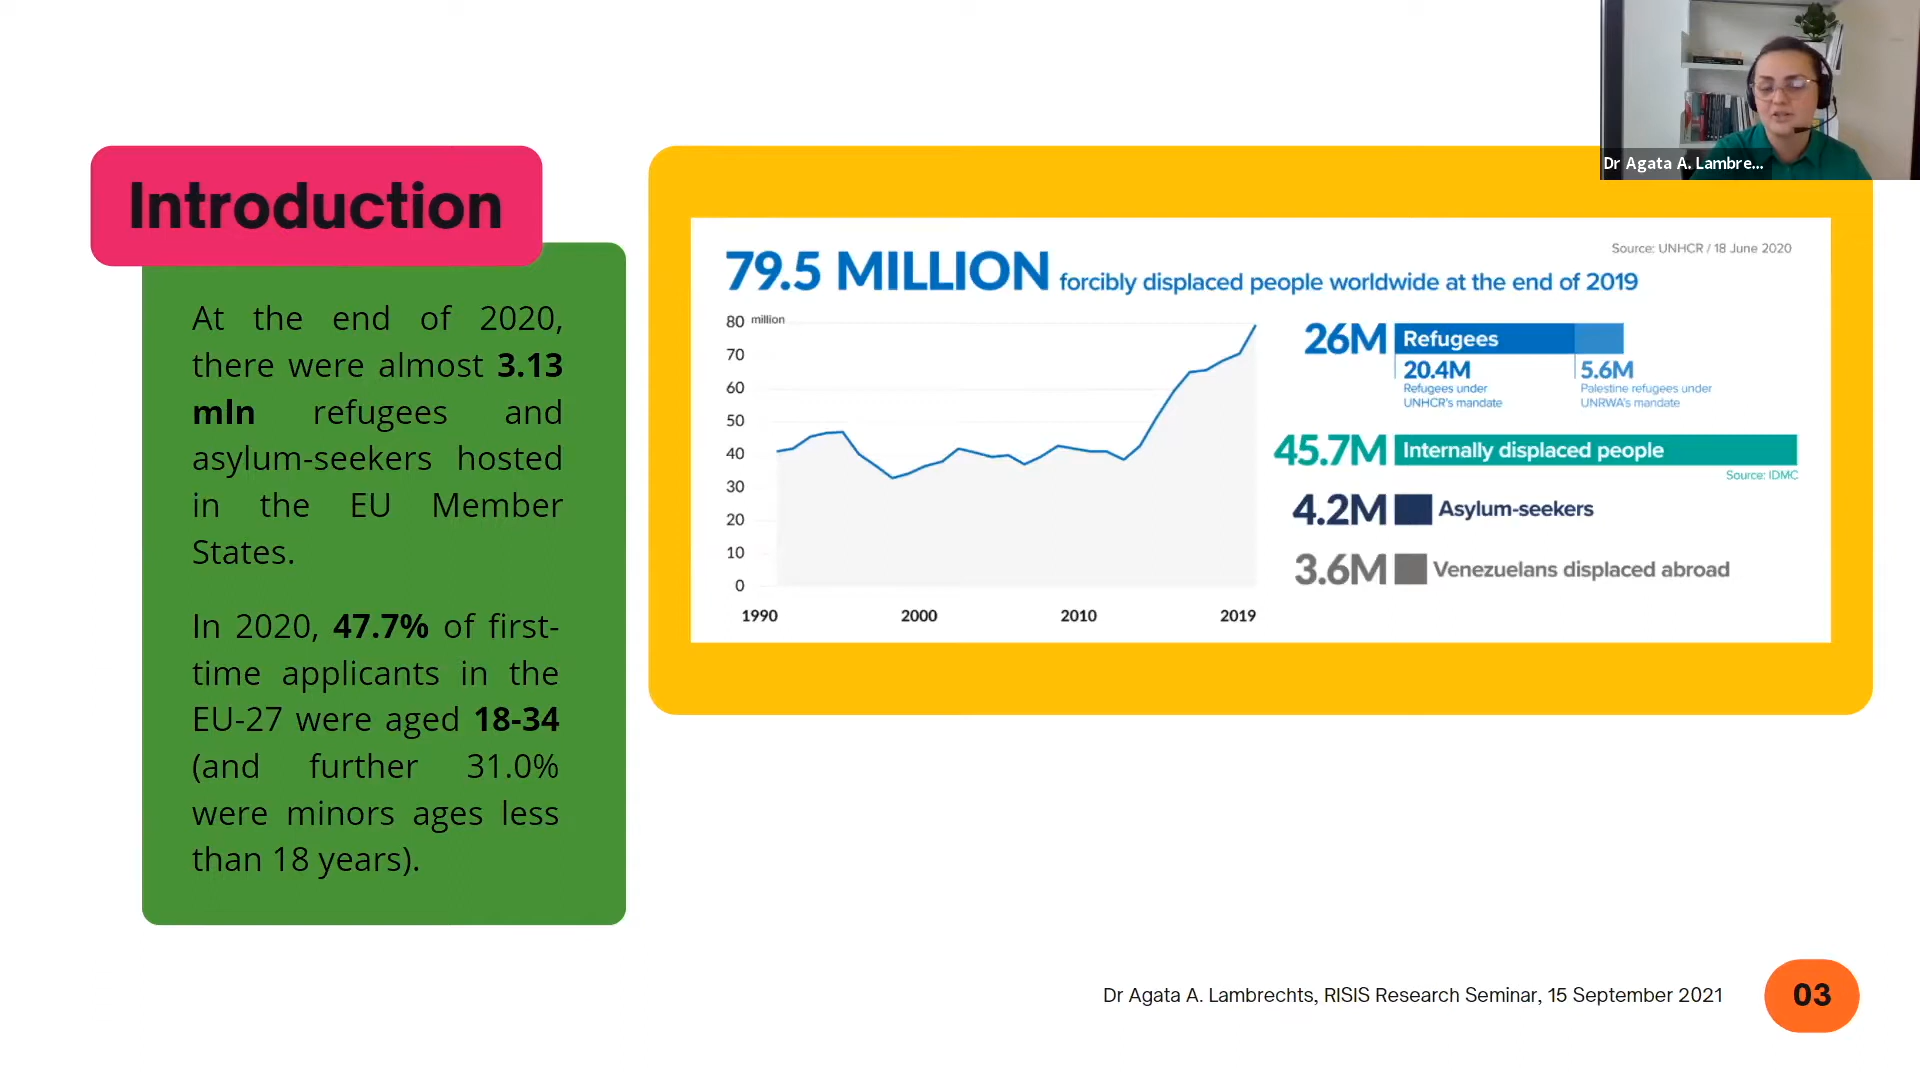 Dr Agata A. Lambre...
Introduction
At the end of 2020,
there were almost 3.13
mln refugees and
asylum-seekers hosted
in the EU Member
States.
In 2020, 47.7% of first-
time applicants in the
EU-27 were aged 18-34
(and further 31.0%
were minors ages less
than 18 years).
Source: UNHCR / 18 June 2020
79.5 MILLION forcibly displaced people worldwide at the end of 2019
80 million
70
60
50
40
30
20
10
0
1990 2000 2010 2019
26M Refugees
20.4M
Refugees under
UNHCR's mandate
5.6M
Palestine refugees under
UNRWA's mandate
45.7M Internally displaced people
Source: IDMC
4.2M Asylum-seekers
3.6M Venezuelans displaced abroad
Dr Agata A. Lambrechts, RISIS Research Seminar, 15 September 2021
03